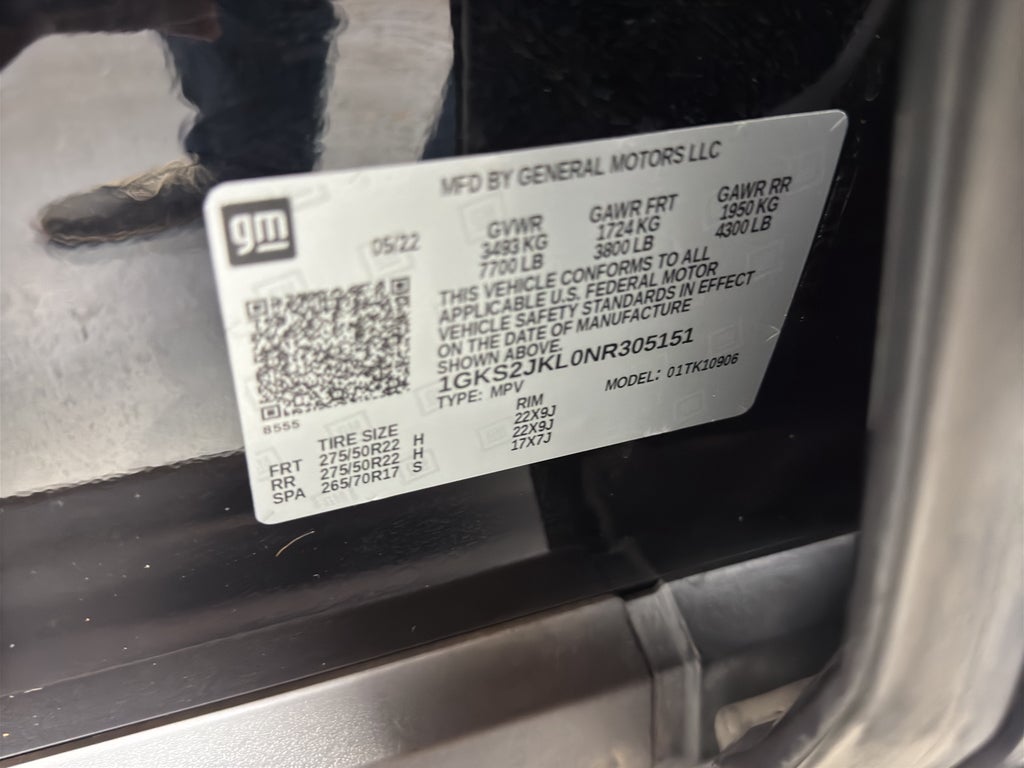 MFD BY GENERAL MOTORS LLC
gm
05/22
GVWR GAWR FRT GAWR RR
3493 KG 1724 KG 1950 KG
7700 LB 3800 LB 4300 LB
THIS VEHICLE CONFORMS TO ALL
APPLICABLE U.S. FEDERAL MOTOR
VEHICLE SAFETY STANDARDS IN EFFECT
ON THE DATE OF MANUFACTURE
SHOWN ABOVE.
1GKS2JKL0NR305151
TYPE: MPV MODEL: 01TK10906
8555
TIRE SIZE RIM
FRT 275/50R22 H 22X9J
RR 275/50R22 H 22X9J
SPA 265/70R17 S 17X7J